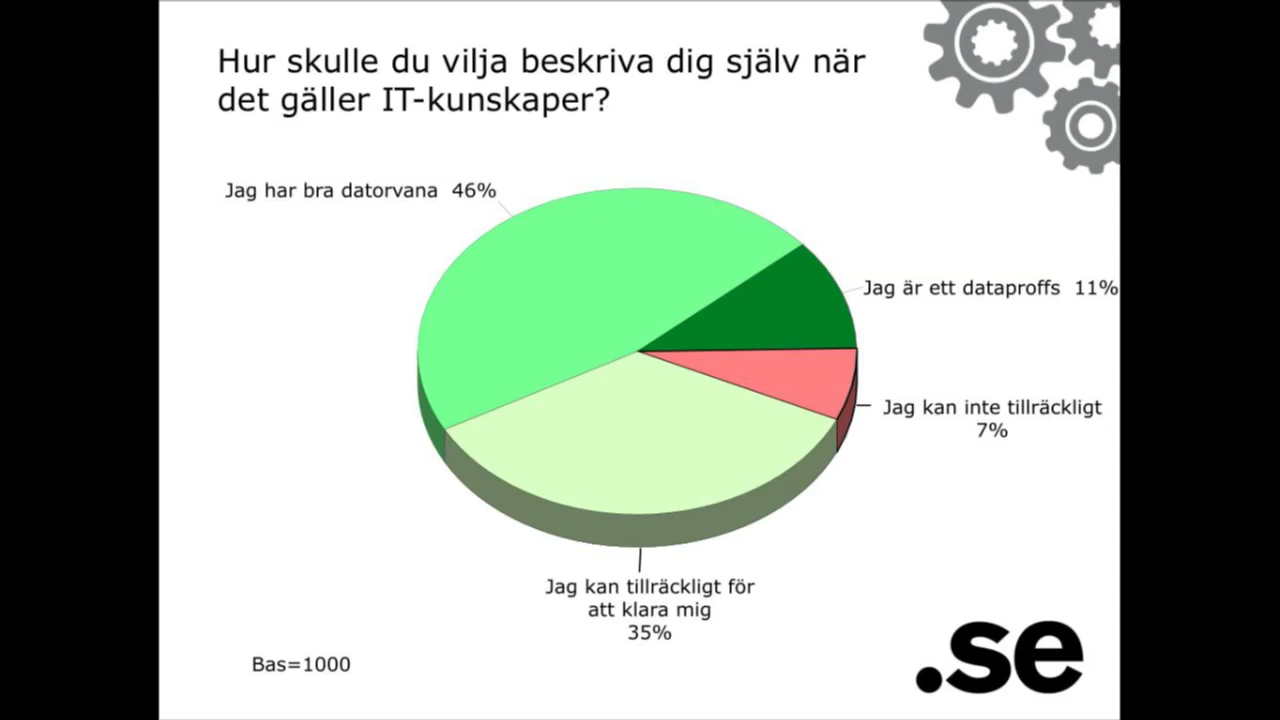 Hur skulle du vilja beskriva dig själv när
det gäller IT-kunskaper?
Jag har bra datorvana 46%
Jag är ett dataproffs 11%
Jag kan inte tillräckligt
7%
Jag kan tillräckligt för
att klara mig
35%
Bas=1000
.se